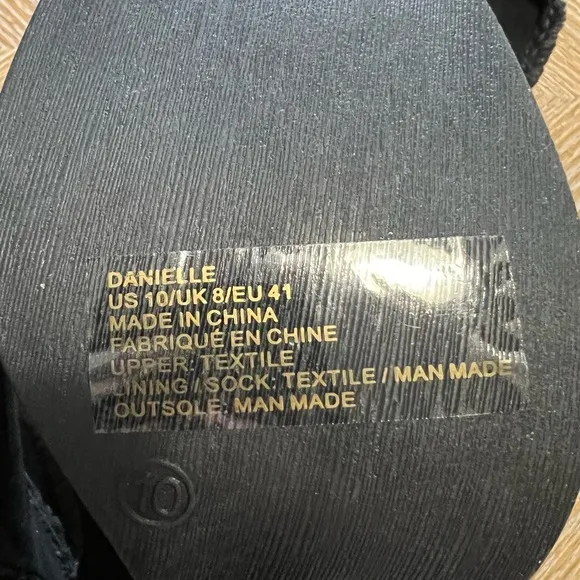 DANIELLE
US 10/UK 8/EU 41
MADE IN CHINA
FABRIQUÉ EN CHINE
UPPER: TEXTILE
LINING / SOCK: TEXTILE / MAN MADE
OUTSOLE: MAN MADE
10